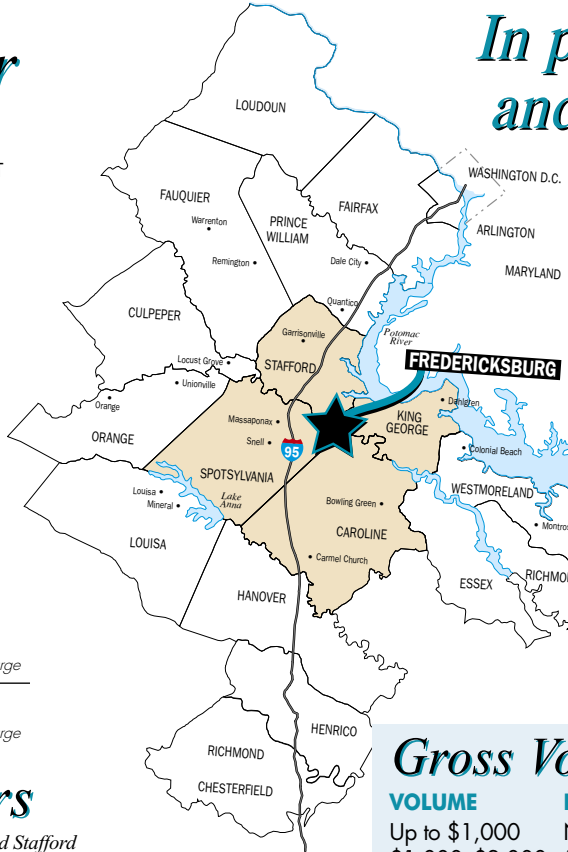 In p
and
LOUDOUN
WASHINGTON D.C.
FAUQUIER
Warrenton
FAIRFAX
PRINCE
WILLIAM
ARLINGTON
Remington
Dale City
MARYLAND
Quantico
CULPEPER
Garrisonville
Potomac
River
Locust Grove
STAFFORD
FREDERICKSBURG
Unionville
Orange
Dahlgren
Massaponax
KING
GEORGE
ORANGE
Snell
95
Colonial Beach
SPOTSYLVANIA
Louisa
Mineral
Lake
Anna
Bowling Green
WESTMORELAND
LOUISA
CAROLINE
Carmel Church
ESSEX
HANOVER
HENRICO
RICHMOND
CHESTERFIELD
rge
rge
rs
d Stafford
Gross Vo
VOLUME
Up to $1,000